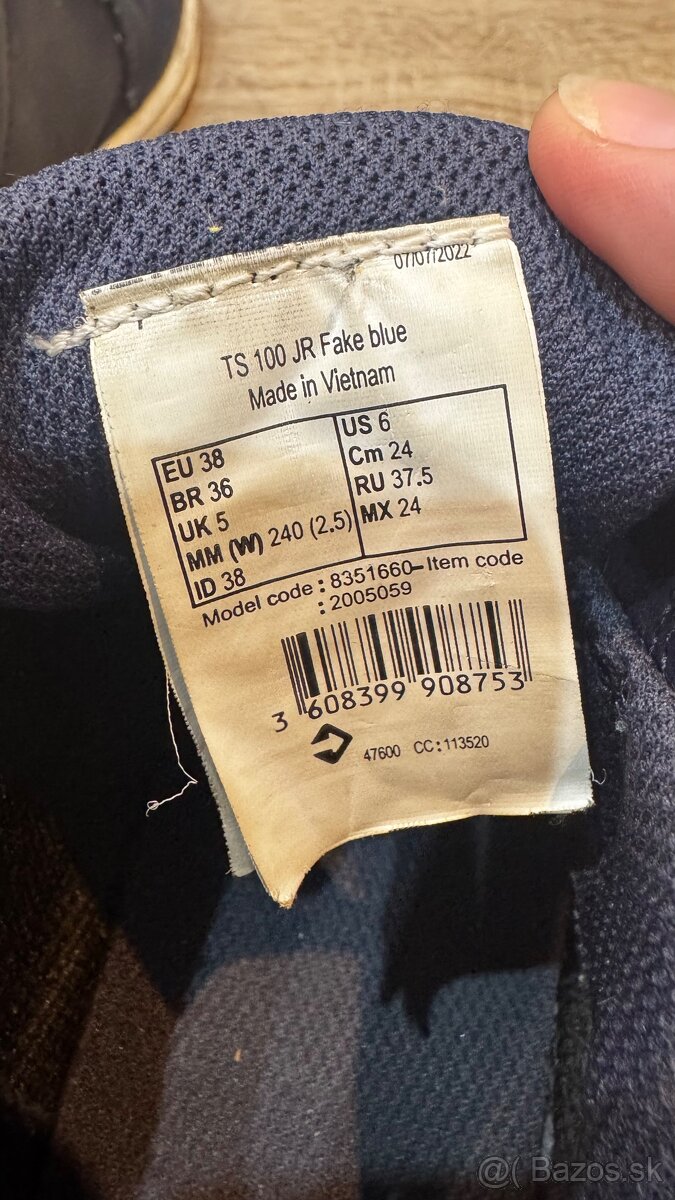 07/07/2022
TS 100 JR Fake blue
Made in Vietnam
EU 38
BR 36
UK 5
MM (W) 240 (2.5)
ID 38
US 6
Cm 24
RU 37.5
MX 24
Model code : 8351660-Item code
: 2005059
3 608399 908753
47600 CC:113520
@( Bazos.sk